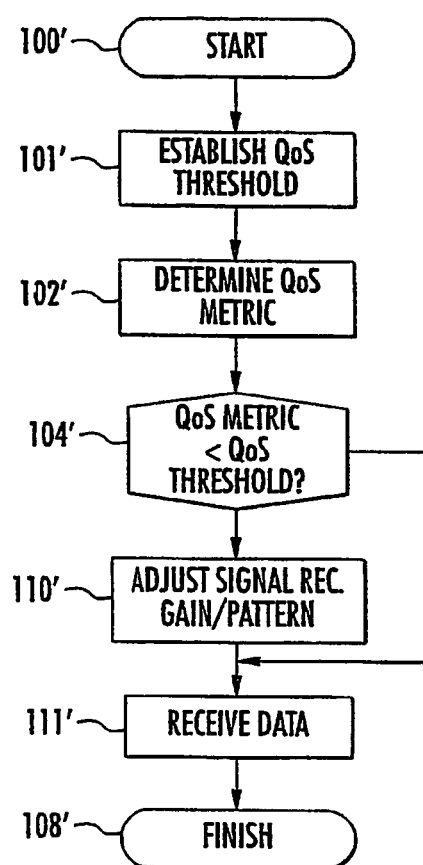 100' START
101' ESTABLISH QoS
THRESHOLD
102' DETERMINE QoS
METRIC
104' QoS METRIC
< QoS
THRESHOLD?
110' ADJUST SIGNAL REC.
GAIN/PATTERN
111' RECEIVE DATA
108' FINISH